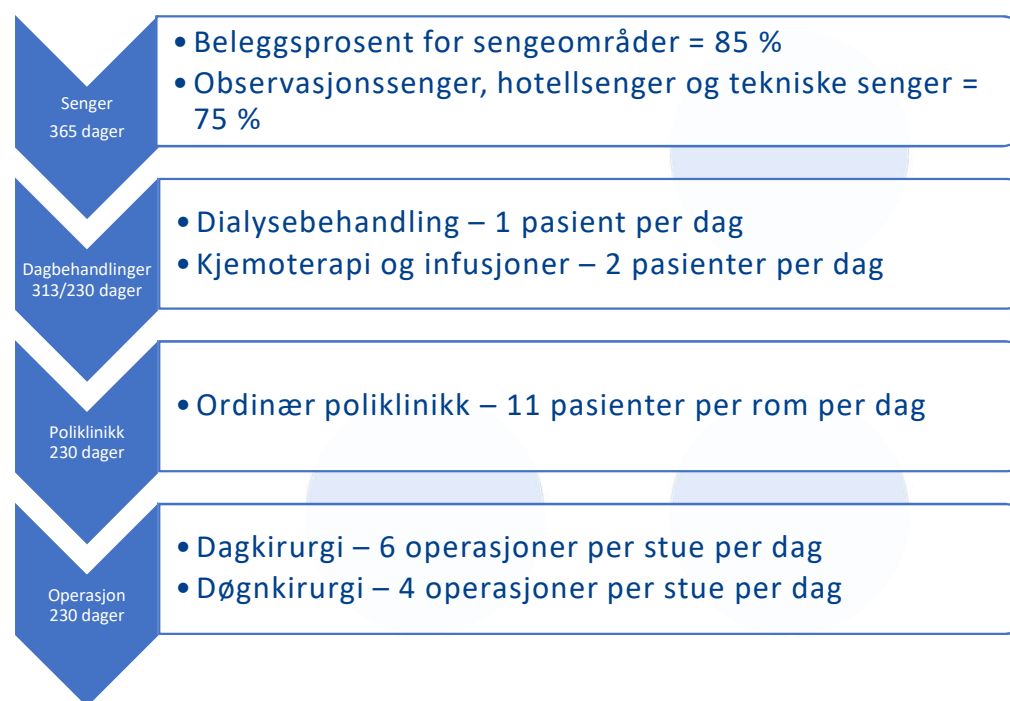 Senger
365 dager
• Beleggsprosent for sengeområder = 85 %
• Observasjonssenger, hotellsenger og tekniske senger =
75 %
Dagbehandlinger
313/230 dager
• Dialysebehandling – 1 pasient per dag
• Kjemoterapi og infusjoner – 2 pasienter per dag
Poliklinikk
230 dager
• Ordinær poliklinikk – 11 pasienter per rom per dag
Operasjon
230 dager
• Dagkirurgi – 6 operasjoner per stue per dag
• Døgnkirurgi – 4 operasjoner per stue per dag